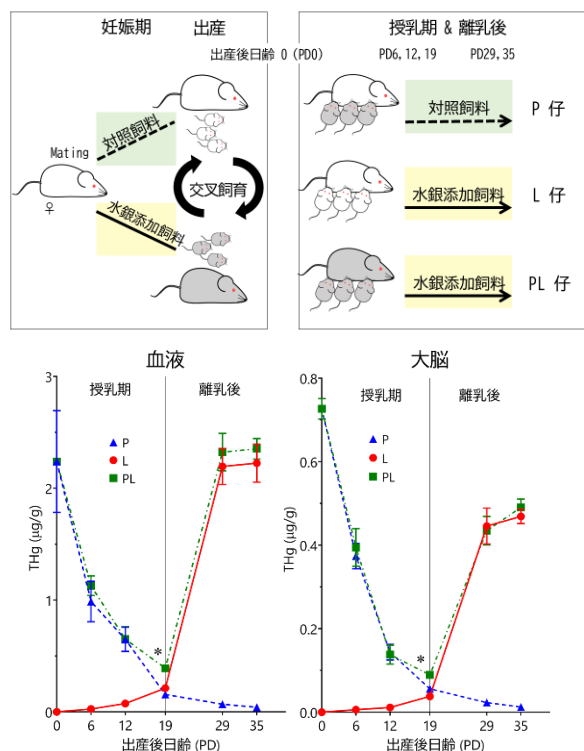 妊娠期
出産
授乳期 & 離乳後
出産後日齢 0 (PD0)
PD6, 12, 19
PD29, 35
Mating
♀
対照飼料
水銀添加飼料
交叉飼育
対照飼料
P 仔
水銀添加飼料
L 仔
水銀添加飼料
PL 仔
血液
授乳期
離乳後
P
L
PL
THg (μg/g)
3
2
1
0
*
0
6
12
19
29
35
出産後日齢 (PD)
大脳
授乳期
離乳後
P
L
PL
THg (μg/g)
0.8
0.6
0.4
0.2
0.0
*
0
6
12
19
29
35
出産後日齢 (PD)